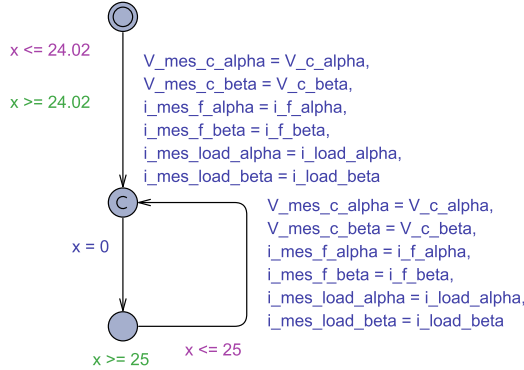 x <= 24.02
x >= 24.02
V_mes_c_alpha = V_c_alpha,
V_mes_c_beta = V_c_beta,
i_mes_f_alpha = i_f_alpha,
i_mes_f_beta = i_f_beta,
i_mes_load_alpha = i_load_alpha,
i_mes_load_beta = i_load_beta
C
x = 0
V_mes_c_alpha = V_c_alpha,
V_mes_c_beta = V_c_beta,
i_mes_f_alpha = i_f_alpha,
i_mes_f_beta = i_f_beta,
i_mes_load_alpha = i_load_alpha,
i_mes_load_beta = i_load_beta
x <= 25
x >= 25